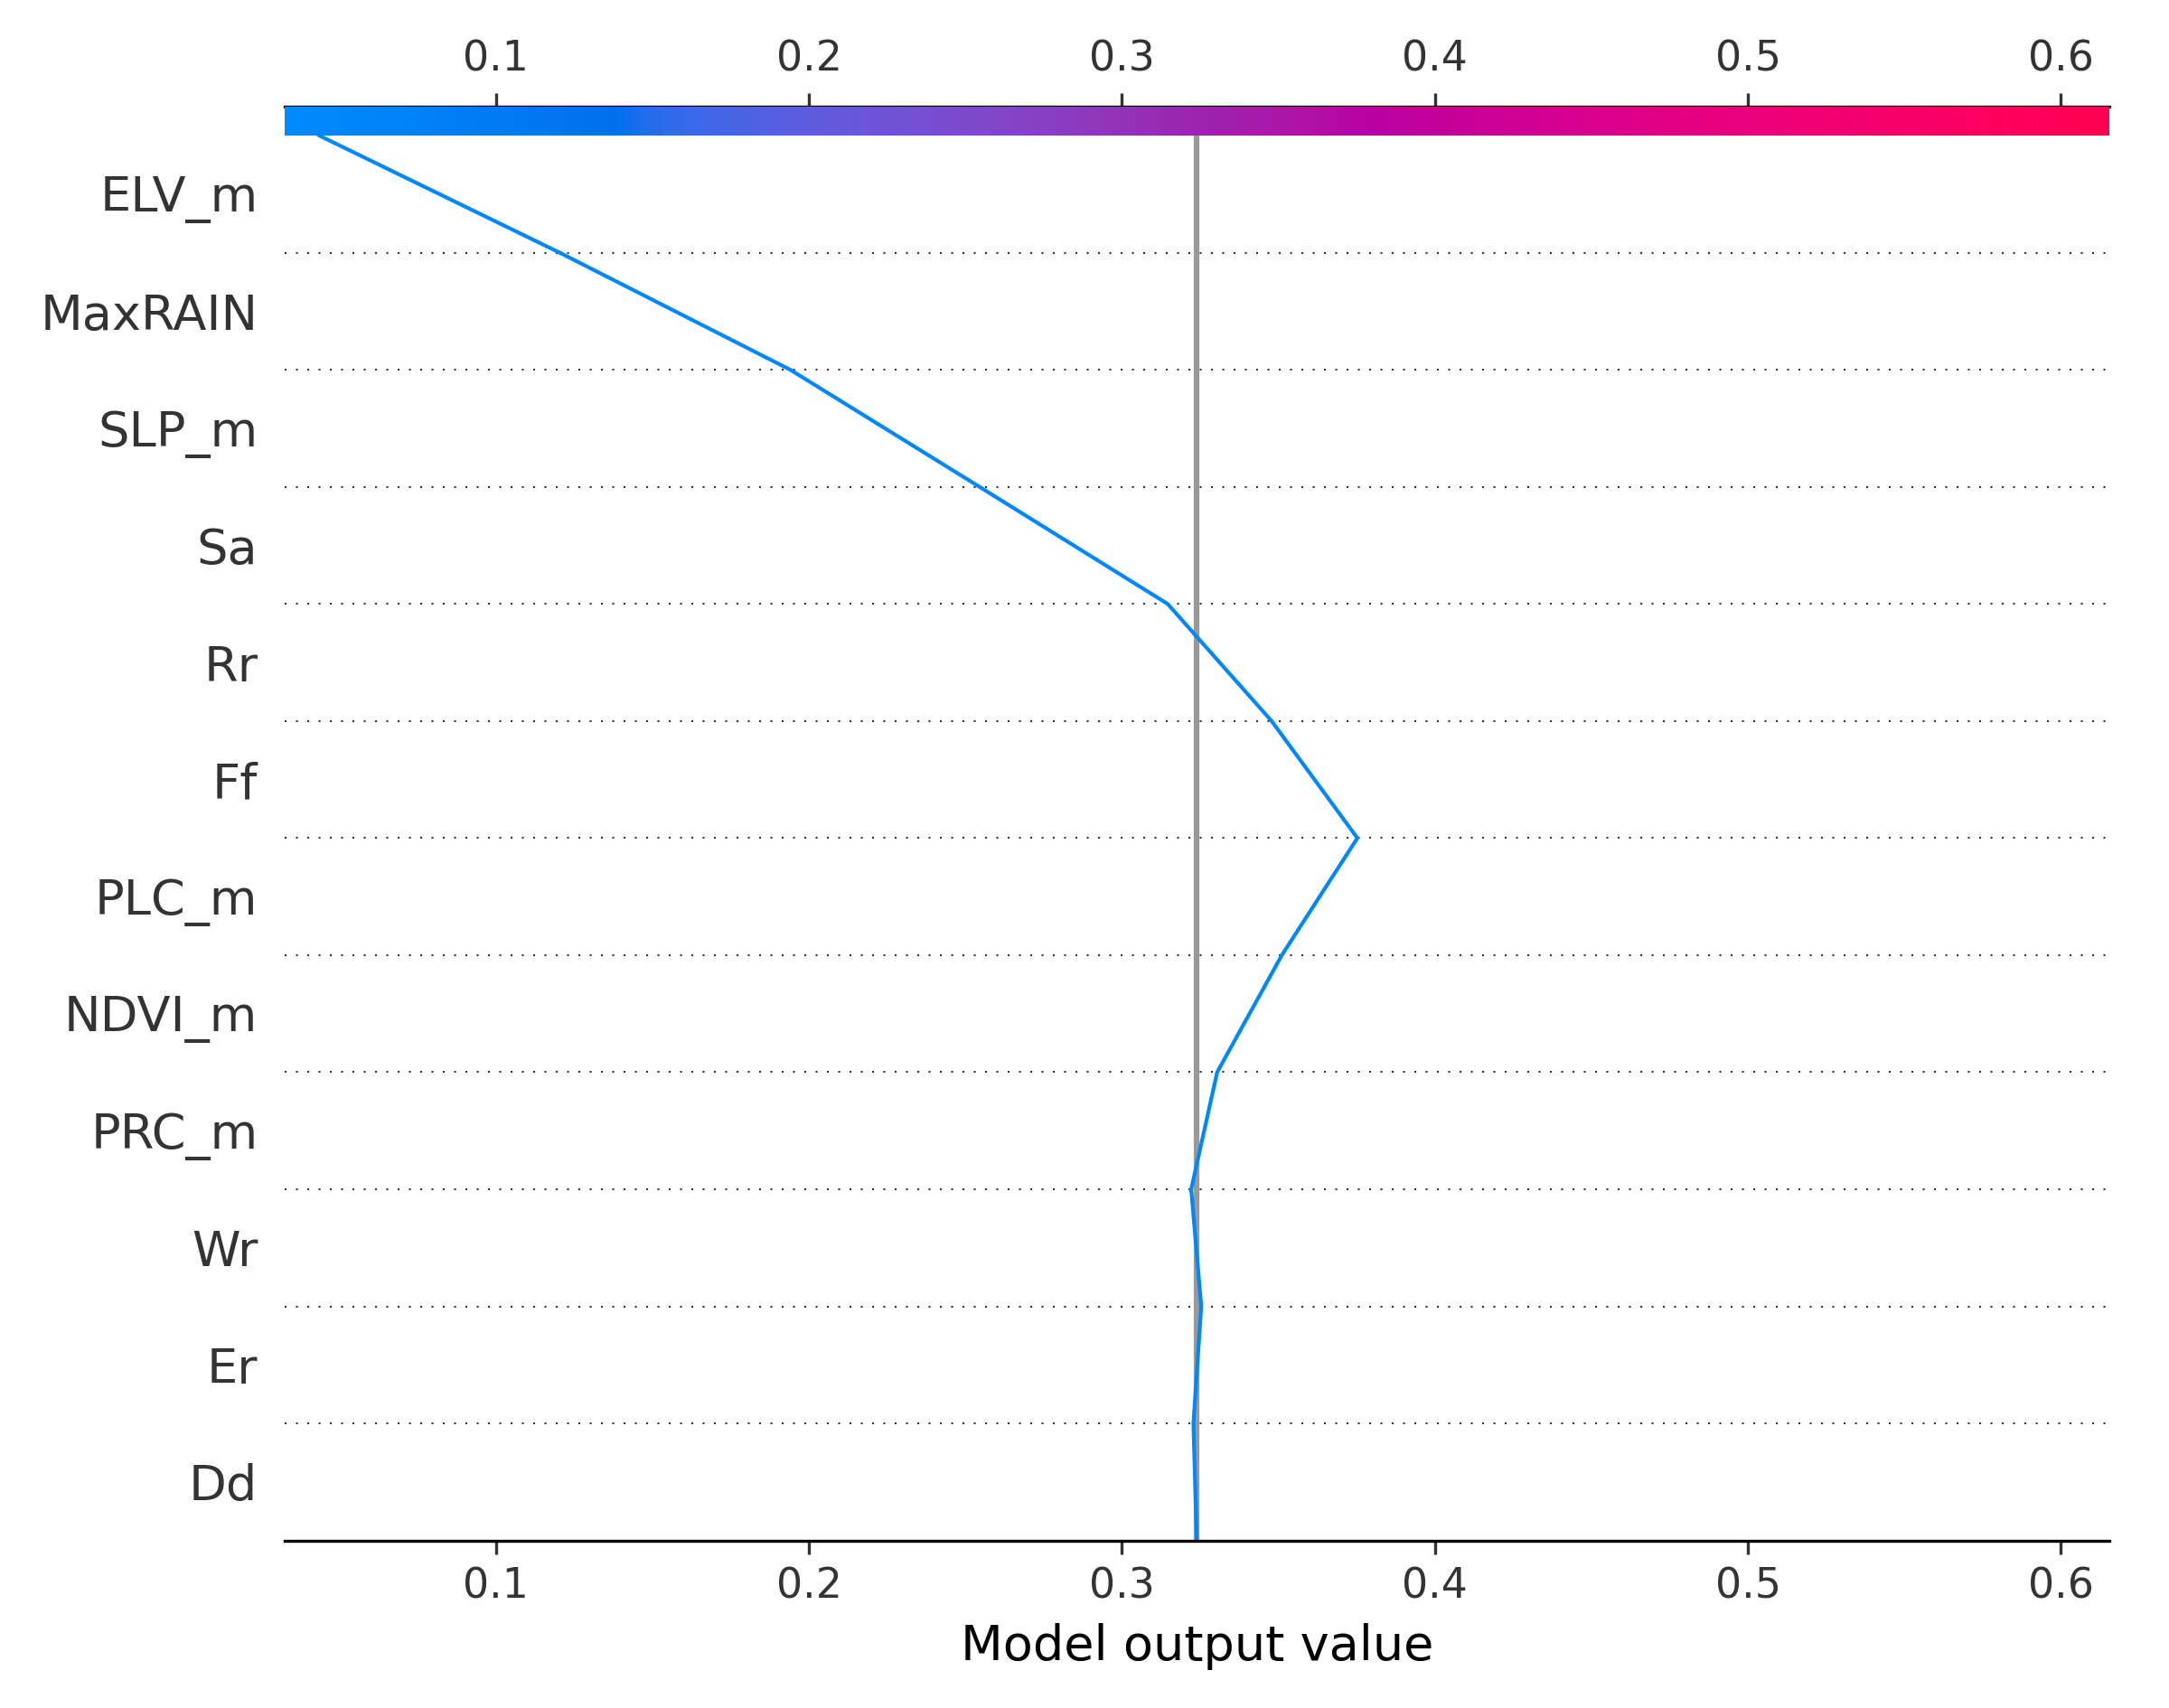 0.1 0.2 0.3 0.4 0.5 0.6
ELV_m
MaxRAIN
SLP_m
Sa
Rr
Ff
PLC_m
NDVI_m
PRC_m
Wr
Er
Dd
0.1 0.2 0.3 0.4 0.5 0.6
Model output value